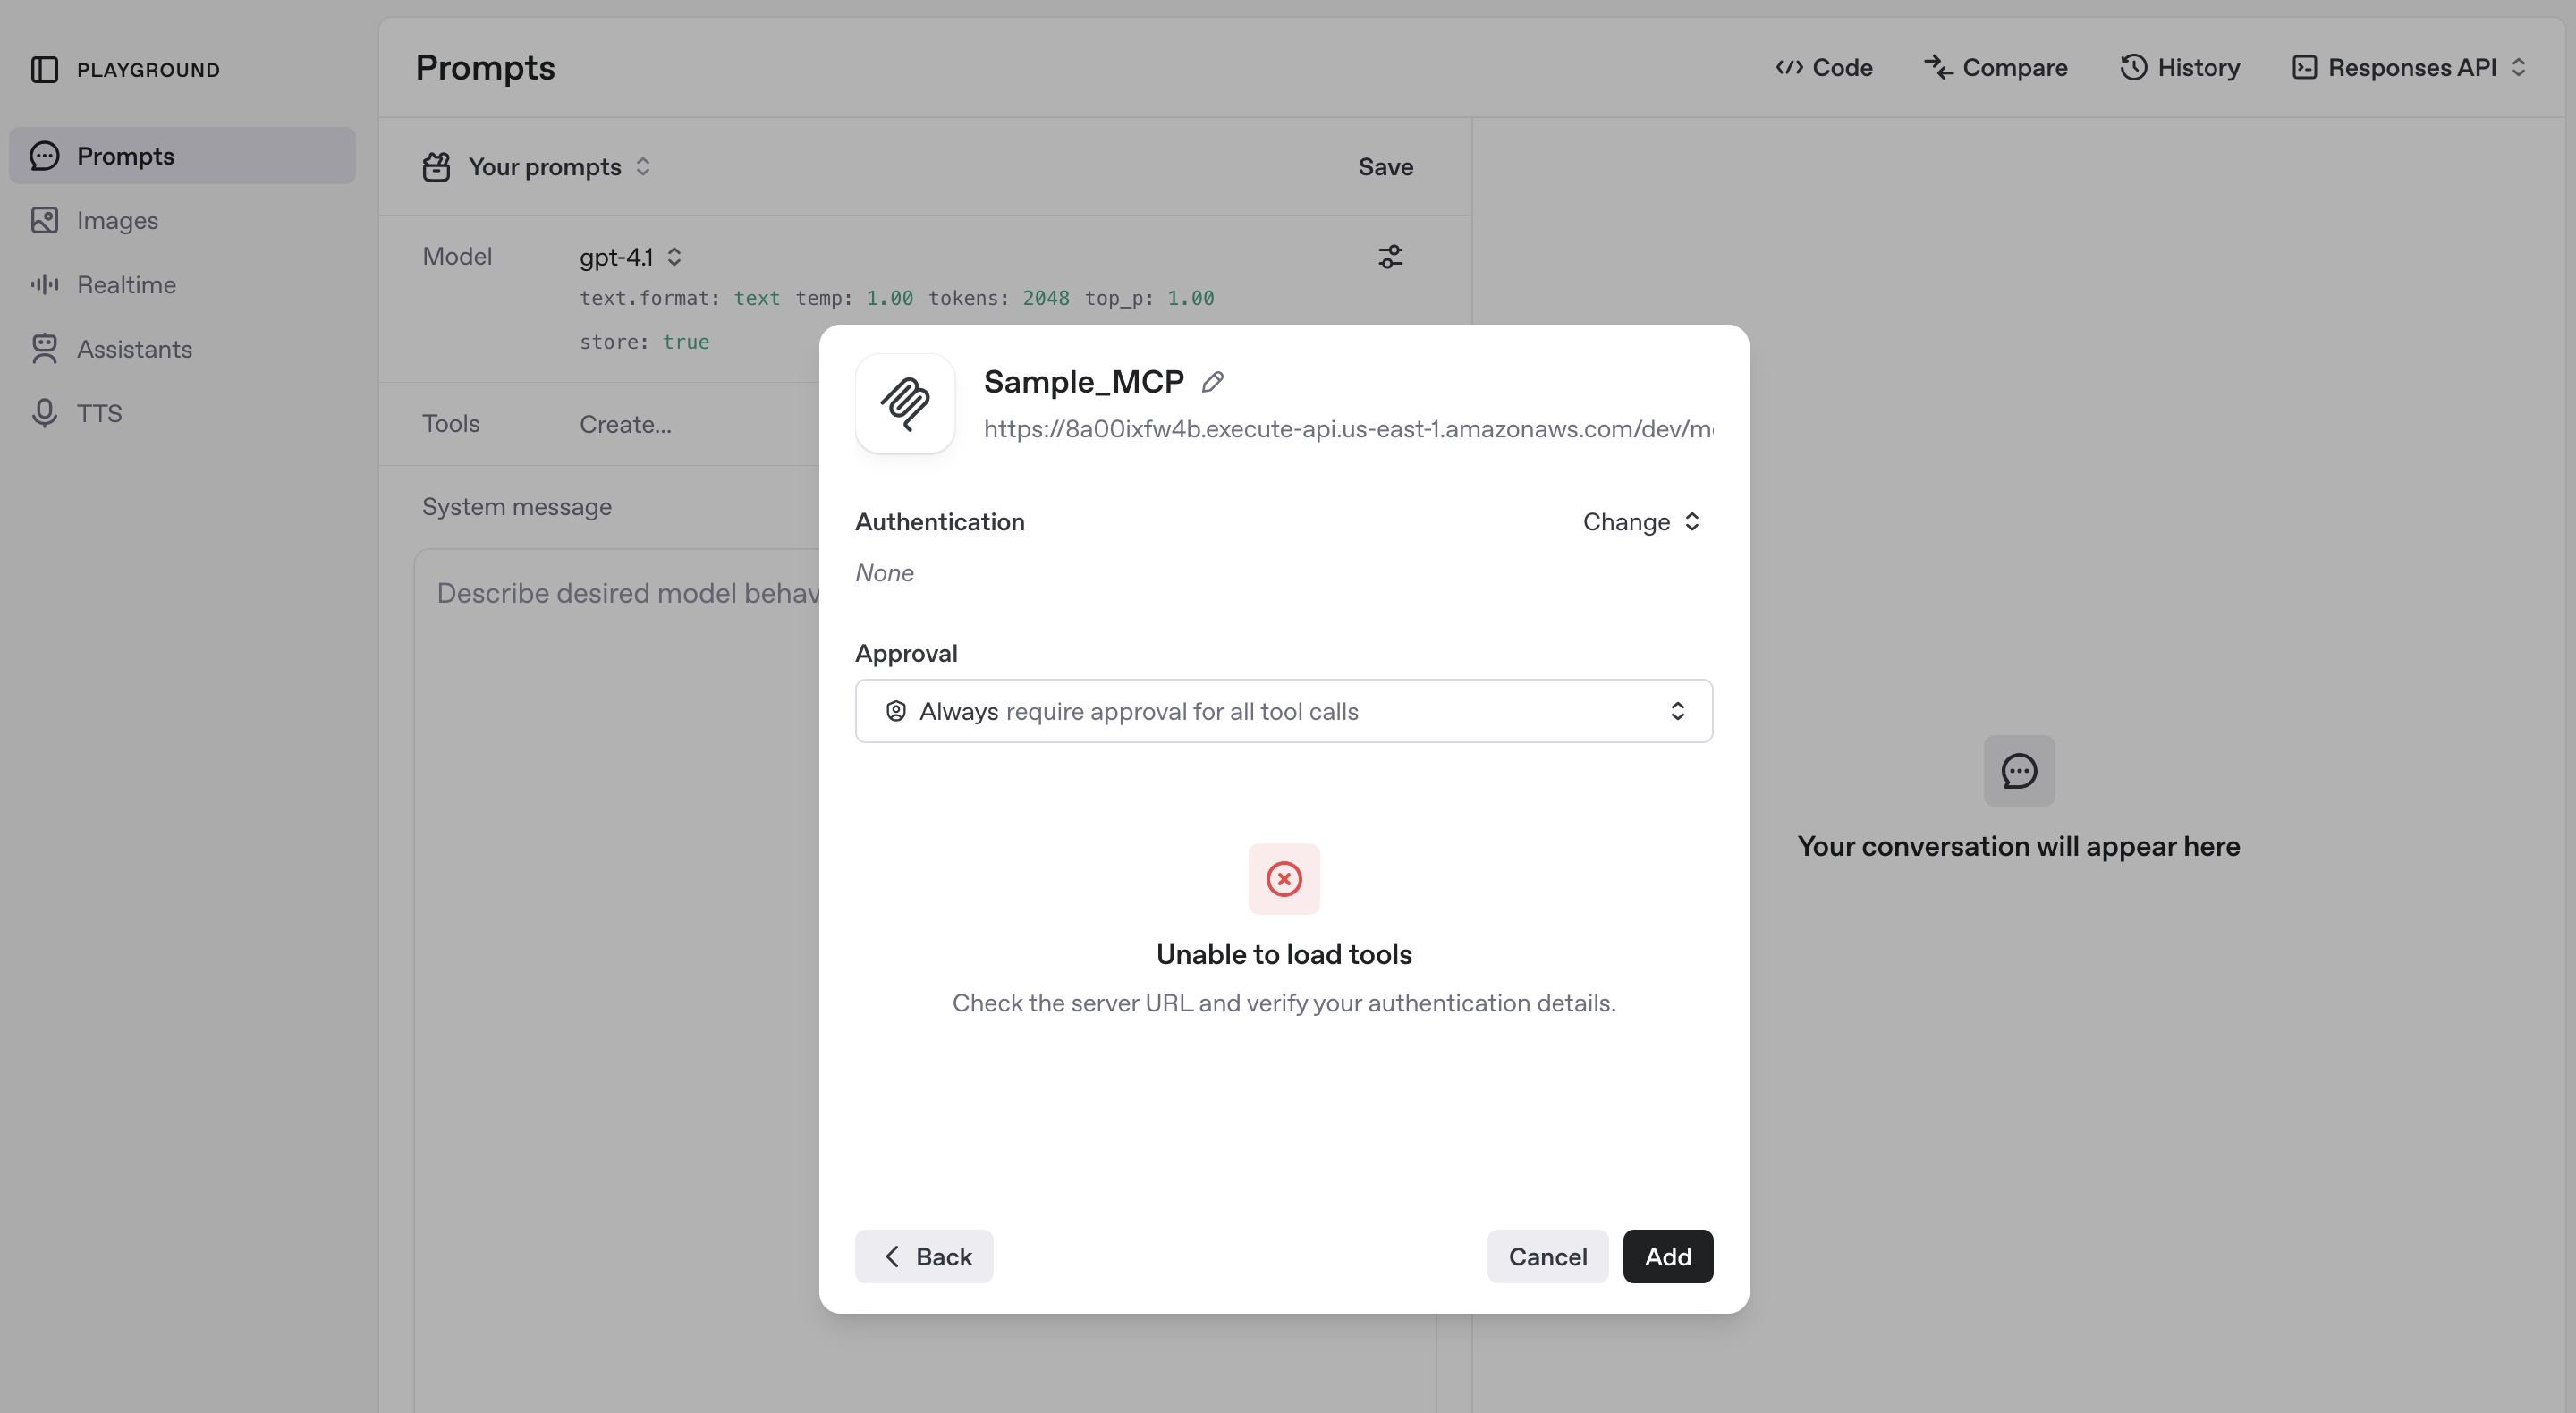 PLAYGROUND
Prompts
Images
Realtime
Assistants
TTS
Prompts
Code
Compare
History
Responses API
Your prompts
Save
Model
gpt-4.1
text.format: text temp: 1.00 tokens: 2048 top_p: 1.00
store: true
Tools
Create...
System message
Describe desired model behav
Sample_MCP
https://8a00ixfw4b.execute-api.us-east-1.amazonaws.com/dev/m
Authentication
Change
None
Approval
Always require approval for all tool calls
Unable to load tools
Check the server URL and verify your authentication details.
Back
Cancel
Add
Your conversation will appear here